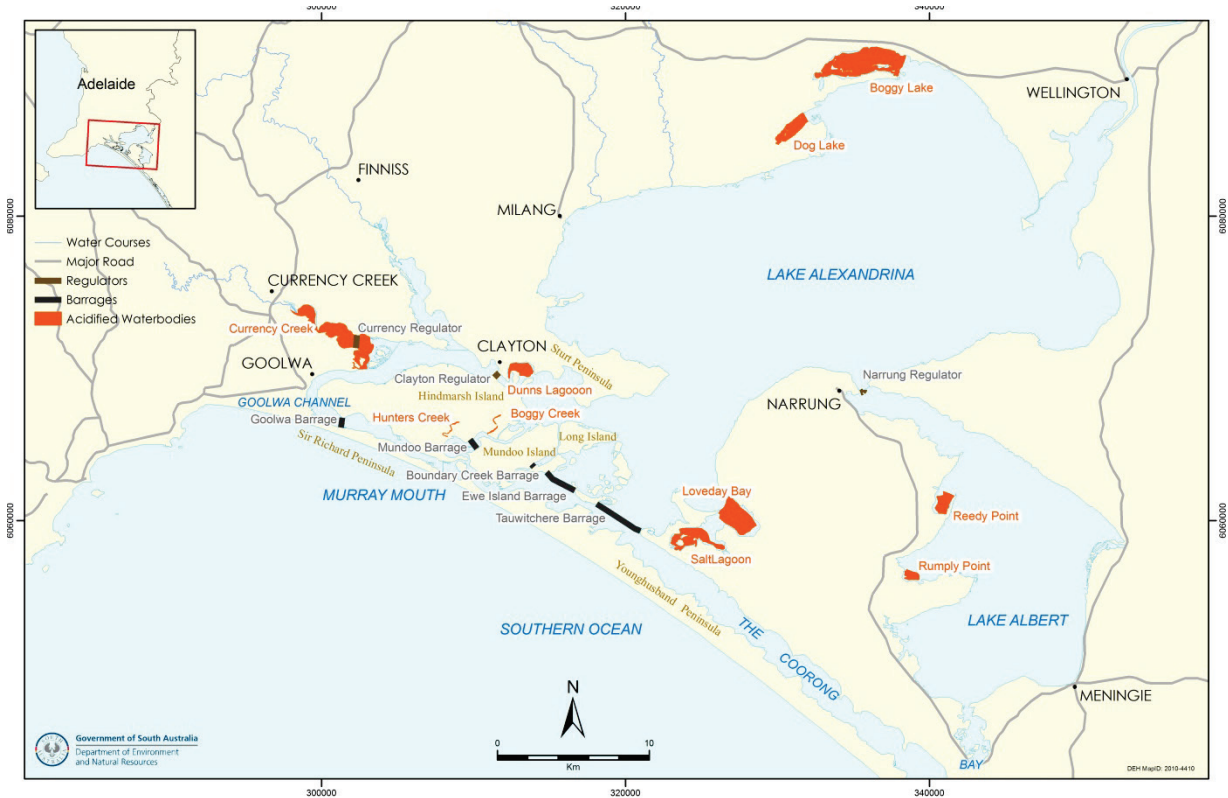 300000
320000
340000
Adelaide
Boggy Lake
WELLINGTON
Dog Lake
FINNISS
MILANG
6080000
6080000
Water Courses
Major Road
Regulators
Barrages
Acidified Waterbodies
LAKE ALEXANDRINA
CURRENCY CREEK
Currency Creek
Currency Regulator
GOOLWA
CLAYTON
Sturt Peninsula
Clayton Regulator
Dunns Lagooon
Hindmarsh Island
Narrung Regulator
NARRUNG
GOOLWA CHANNEL
Goolwa Barrage
Hunters Creek
Boggy Creek
Sir Richard Peninsula
Long Island
Mundoo Barrage
Mundoo Island
Boundary Creek Barrage
MURRAY MOUTH
Ewe Island Barrage
Loveday Bay
Tauwitchere Barrage
Reedy Point
6060000
6060000
SaltLagoon
Rumply Point
Younghusband Peninsula
SOUTHERN OCEAN
THE
COORONG
LAKE ALBERT
MENINGIE
N
0
10
Km
Government of South Australia
Department of Environment
and Natural Resources
BAY
DEH MapID: 2010-4410
300000
320000
340000